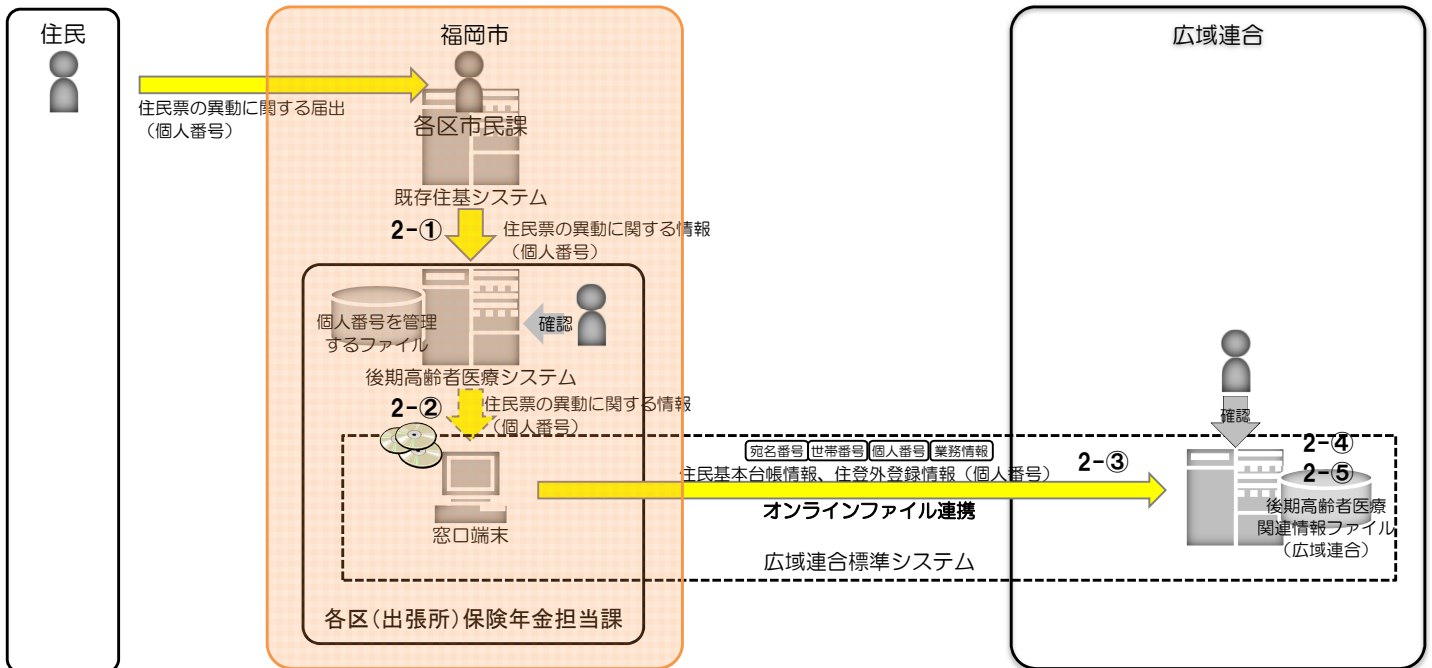 住民
福岡市
広域連合
住民票の異動に関する届出
（個人番号）
各区市民課
既存住基システム
2-①
住民票の異動に関する情報
（個人番号）
個人番号を管理
するファイル
確認
後期高齢者医療システム
2-②
住民票の異動に関する情報
（個人番号）
確認
宛名番号 世帯番号 個人番号 業務情報
住民基本台帳情報、住登外登録情報（個人番号）
2-③
2-④
2-⑤
オンラインファイル連携
後期高齢者医療
関連情報ファイル
（広域連合）
窓口端末
広域連合標準システム
各区（出張所）保険年金担当課